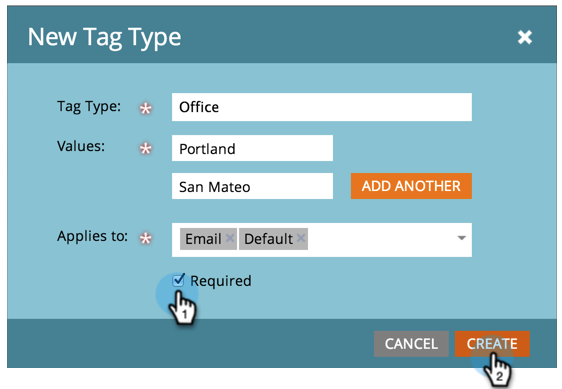 New Tag Type
Tag Type: * Office
Values: * Portland
San Mateo ADD ANOTHER
Applies to: * Email × Default ×
Required
1
CANCEL CREATE
2